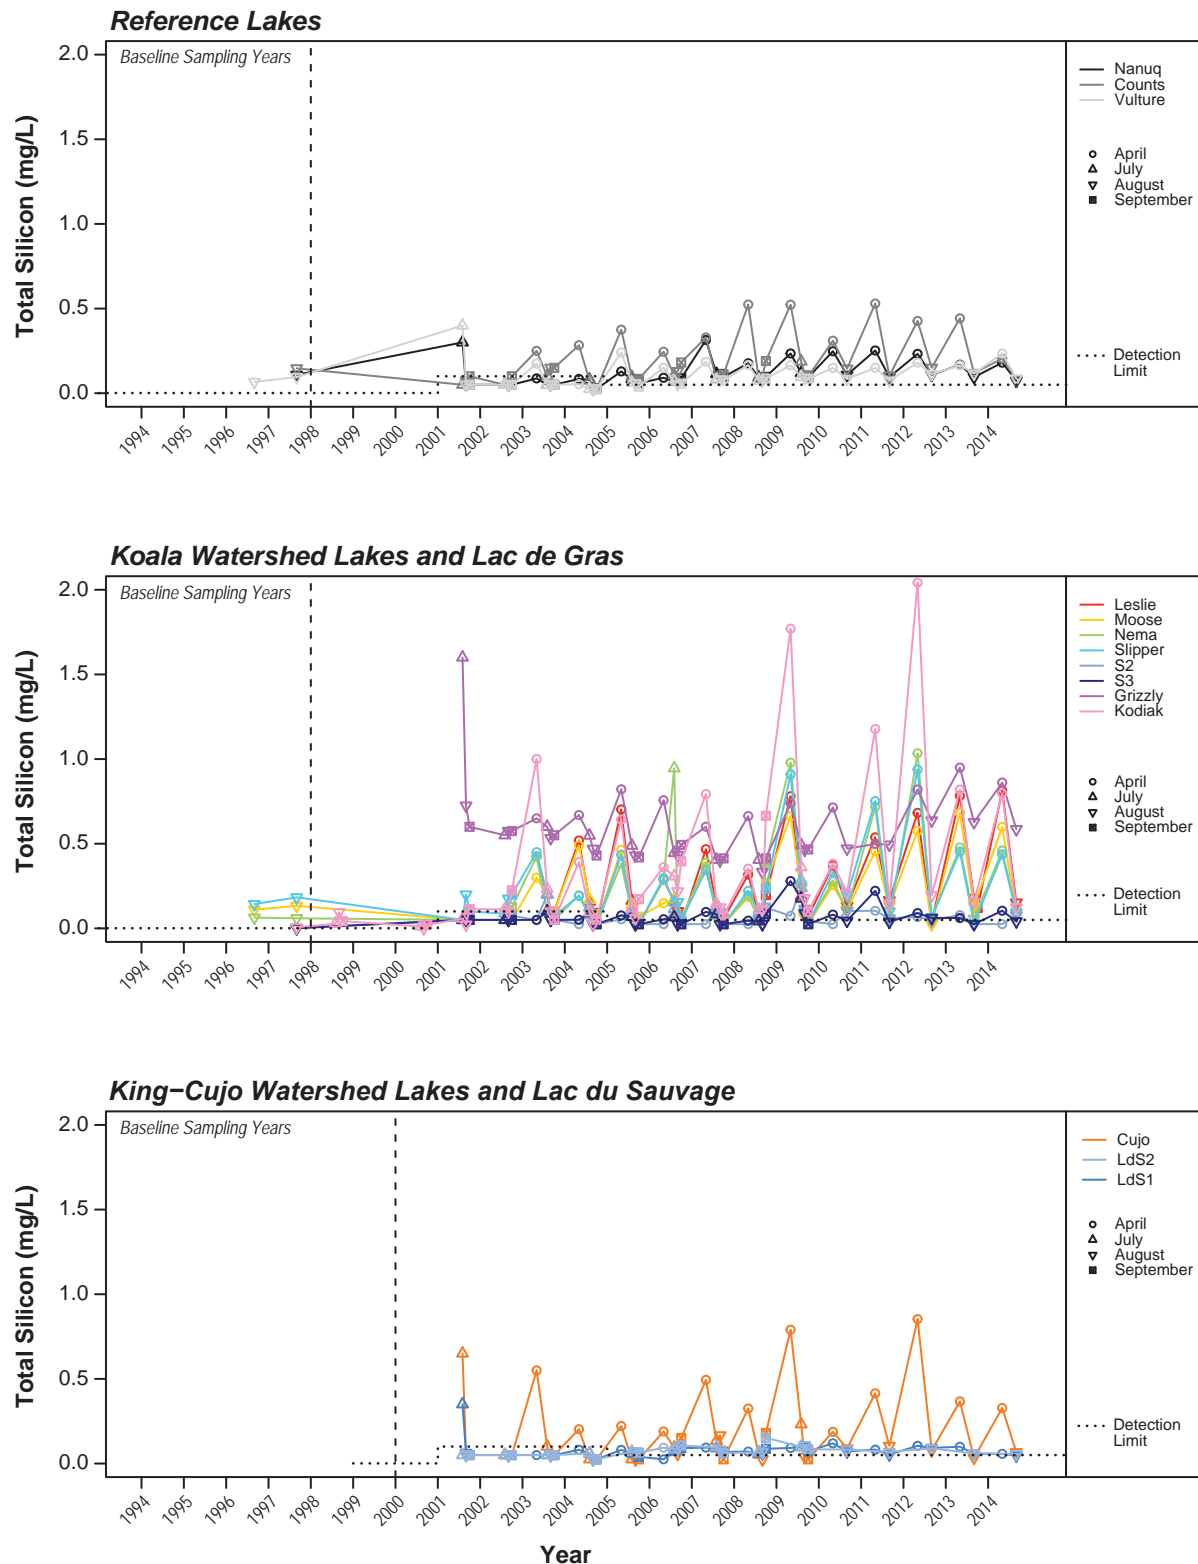 Reference Lakes
Baseline Sampling Years
Total Silicon (mg/L)
2.0
1.5
1.0
0.5
0.0
1994 1995 1996 1997 1998 1999 2000 2001 2002 2003 2004 2005 2006 2007 2008 2009 2010 2011 2012 2013 2014
Nanuq
Counts
Vulture
April
July
August
September
Detection
Limit
Koala Watershed Lakes and Lac de Gras
Baseline Sampling Years
Total Silicon (mg/L)
2.0
1.5
1.0
0.5
0.0
1994 1995 1996 1997 1998 1999 2000 2001 2002 2003 2004 2005 2006 2007 2008 2009 2010 2011 2012 2013 2014
Leslie
Moose
Nema
Slipper
S2
S3
Grizzly
Kodiak
April
July
August
September
Detection
Limit
King−Cujo Watershed Lakes and Lac du Sauvage
Baseline Sampling Years
Total Silicon (mg/L)
2.0
1.5
1.0
0.5
0.0
1994 1995 1996 1997 1998 1999 2000 2001 2002 2003 2004 2005 2006 2007 2008 2009 2010 2011 2012 2013 2014
Cujo
LdS2
LdS1
April
July
August
September
Detection
Limit
Year